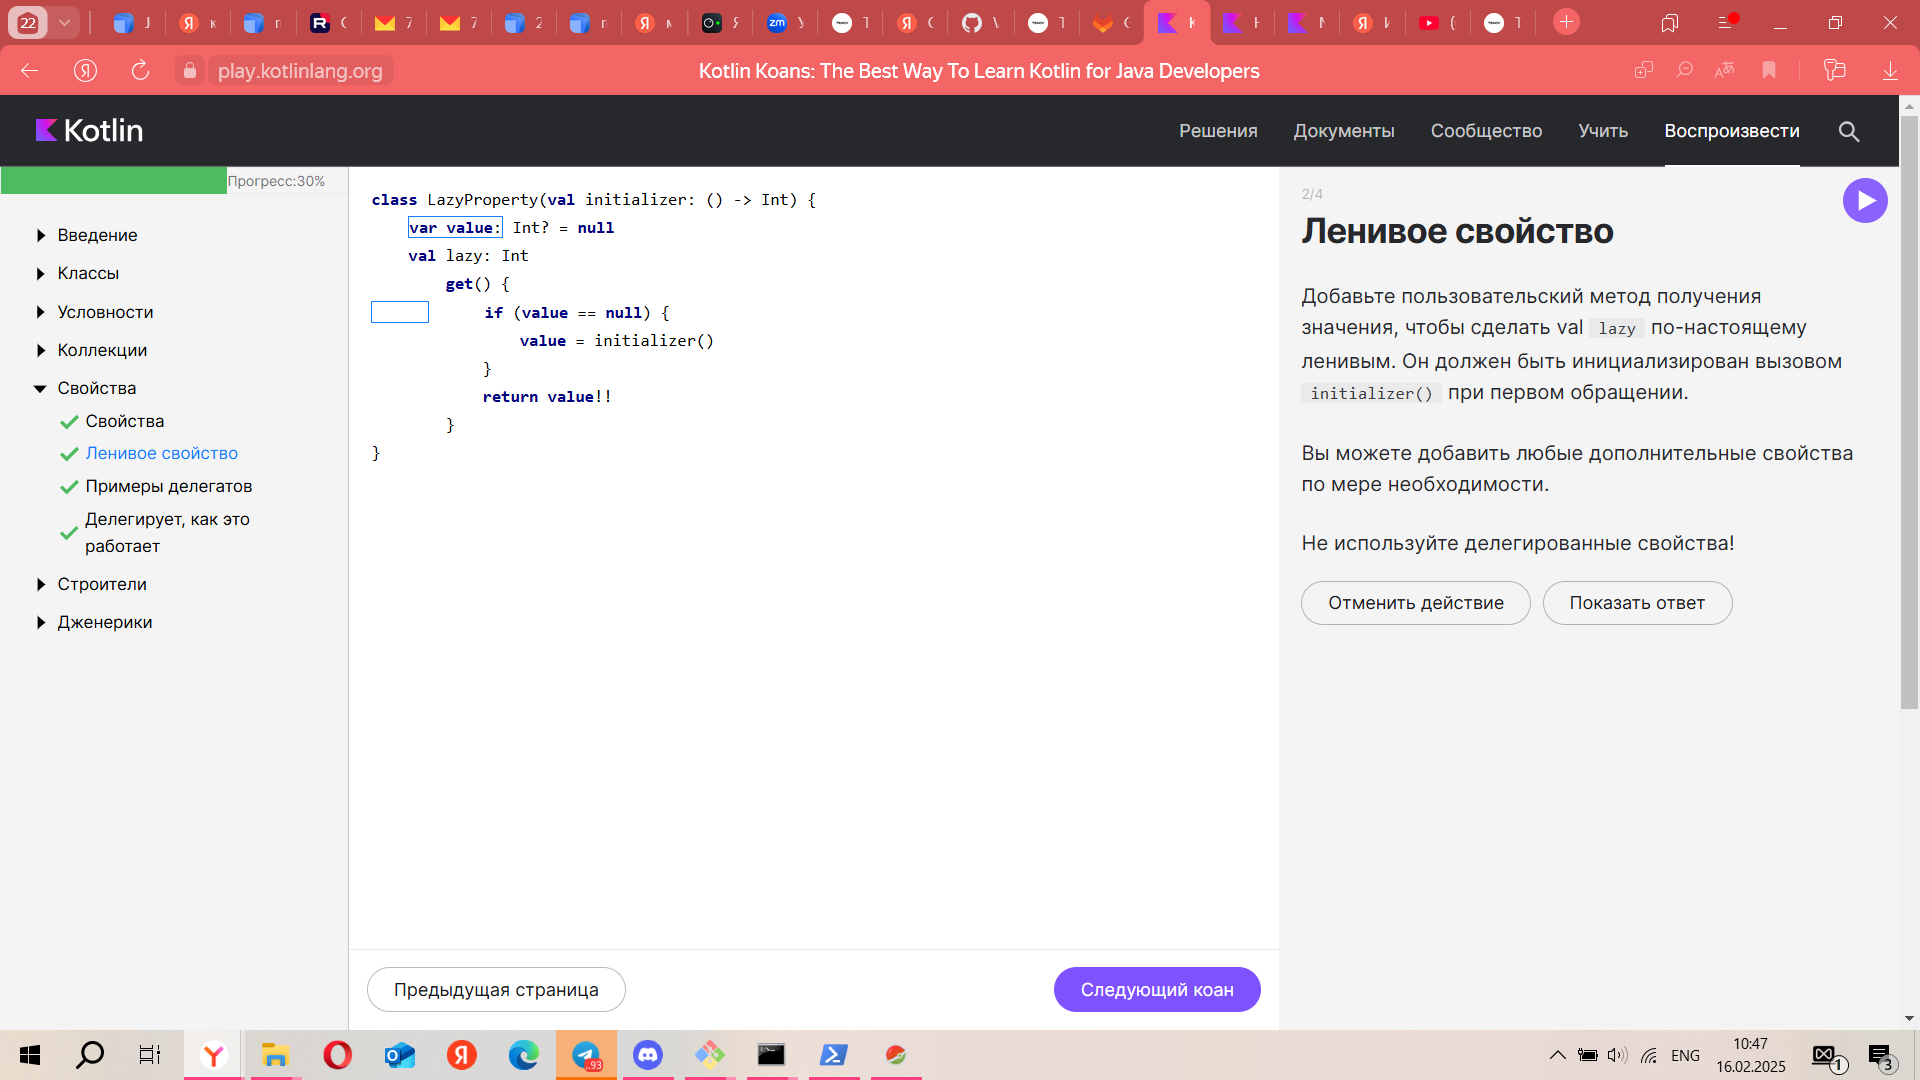 22
play.kotlinlang.org
Kotlin Koans: The Best Way To Learn Kotlin for Java Developers
Kotlin
Решения
Документы
Сообщество
Учить
Воспроизвести
Прогресс:30%
Введение
Классы
Условности
Коллекции
Свойства
Свойства
Ленивое свойство
Примеры делегатов
Делегирует, как это
работает
Строители
Дженерики
class LazyProperty(val initializer: () -> Int) {
var value: Int? = null
val lazy: Int
get() {
if (value == null) {
value = initializer()
}
return value!!
}
}
Предыдущая страница
Следующий коан
2/4
Ленивое свойство
Добавьте пользовательский метод получения
значения, чтобы сделать val lazy по-настоящему
ленивым. Он должен быть инициализирован вызовом
initializer() при первом обращении.
Вы можете добавить любые дополнительные свойства
по мере необходимости.
Не используйте делегированные свойства!
Отменить действие
Показать ответ
ENG
10:47
16.02.2025
1
3